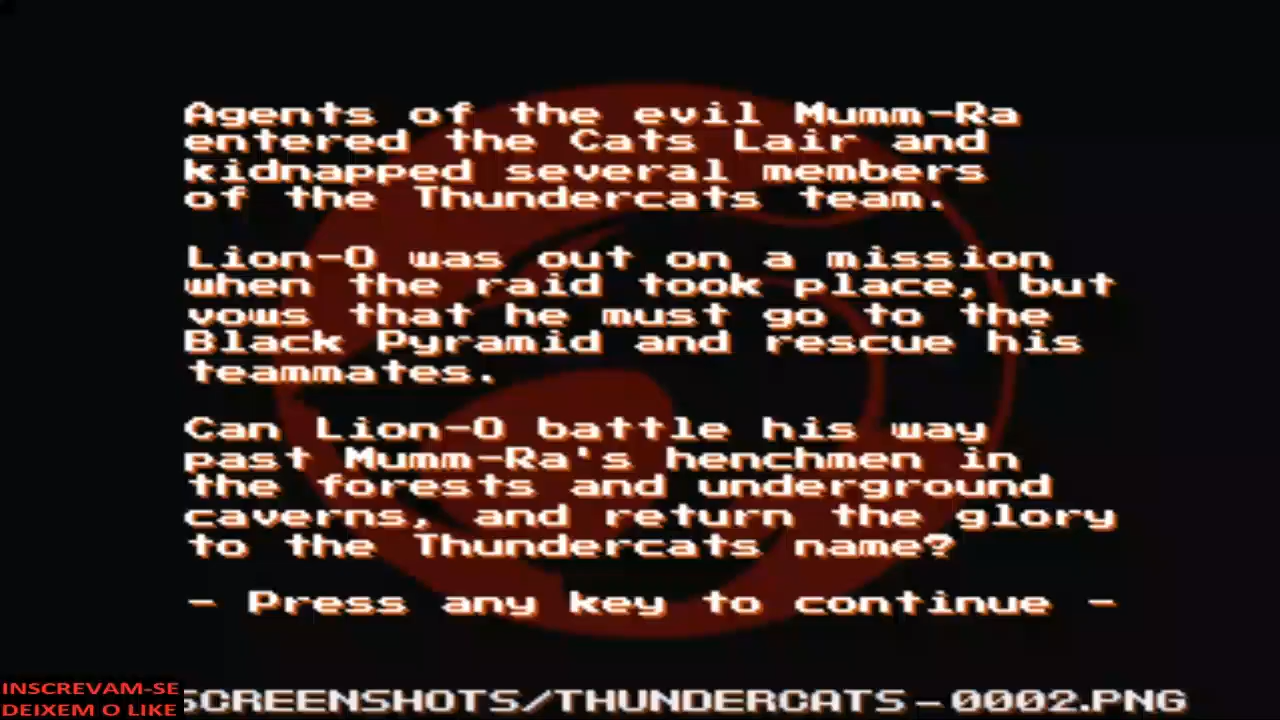 Agents of the evil Mumm-Ra
entered the Cats Lair and
kidnapped several members
of the Thundercats team.
Lion-O was out on a mission
when the raid took place, but
vows that he must go to the
Black Pyramid and rescue his
teammates.
Can Lion-O battle his way
past Mumm-Ra's henchmen in
the forests and underground
caverns, and return the glory
to the Thundercats name?
- Press any key to continue -
INSCREVAM-SE
DEIXEM O LIKE
SCREENSHOTS/THUNDERCATS-0002.PNG